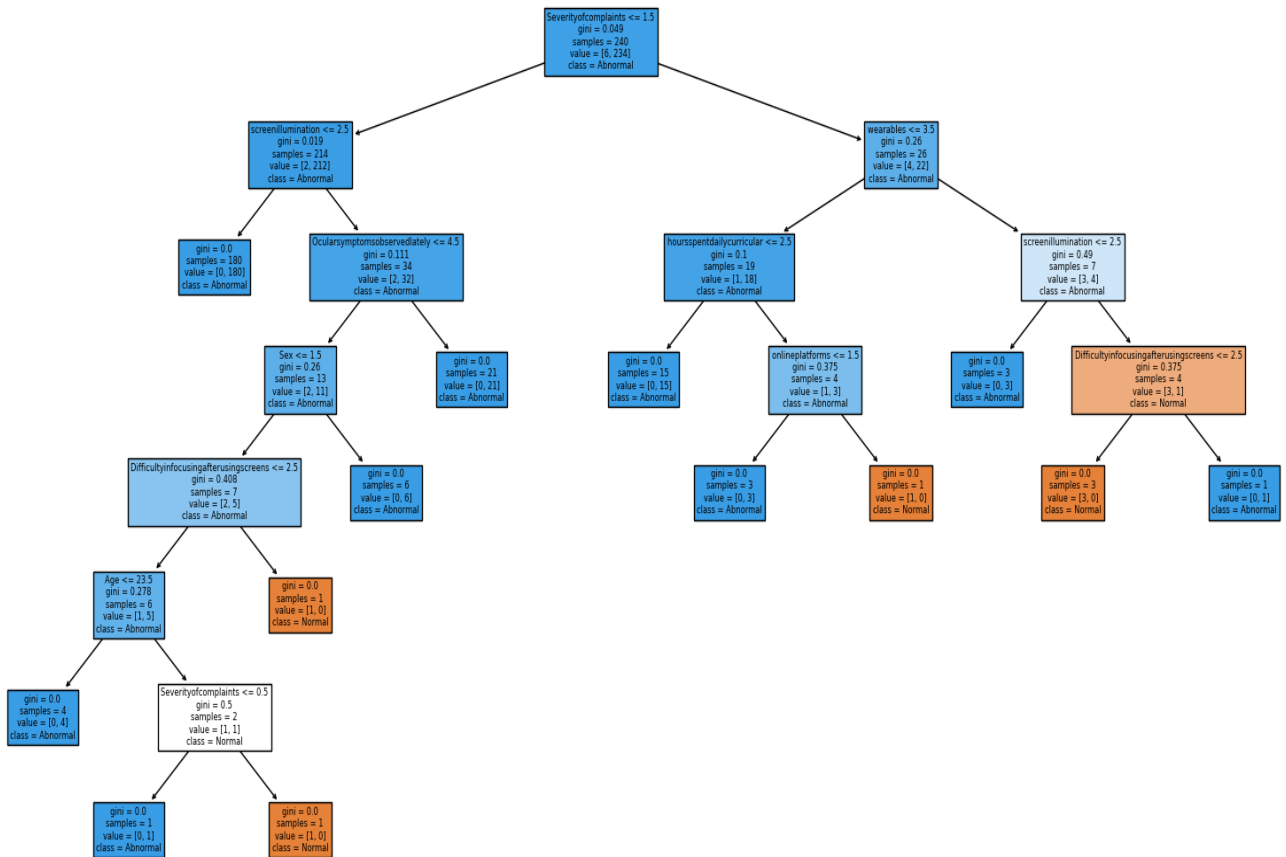 Severityofcomplaints <= 1.5
gini = 0.049
samples = 240
value = [6, 234]
class = Abnormal
screenillumination <= 2.5
gini = 0.019
samples = 214
value = [2, 212]
class = Abnormal
wearables <= 3.5
gini = 0.26
samples = 26
value = [4, 22]
class = Abnormal
gini = 0.0
samples = 180
value = [0, 180]
class = Abnormal
Ocularsymptomsobservedlately <= 4.5
gini = 0.111
samples = 34
value = [2, 32]
class = Abnormal
hoursspentdailycurricular <= 2.5
gini = 0.1
samples = 19
value = [1, 18]
class = Abnormal
screenillumination <= 2.5
gini = 0.49
samples = 7
value = [3, 4]
class = Abnormal
Sex <= 1.5
gini = 0.26
samples = 13
value = [2, 11]
class = Abnormal
gini = 0.0
samples = 21
value = [0, 21]
class = Abnormal
gini = 0.0
samples = 15
value = [0, 15]
class = Abnormal
onlineplatforms <= 1.5
gini = 0.375
samples = 4
value = [1, 3]
class = Abnormal
gini = 0.0
samples = 3
value = [0, 3]
class = Abnormal
Difficultyinfocusingafterusingscreens <= 2.5
gini = 0.375
samples = 4
value = [3, 1]
class = Normal
Difficultyinfocusingafterusingscreens <= 2.5
gini = 0.408
samples = 7
value = [2, 5]
class = Abnormal
gini = 0.0
samples = 6
value = [0, 6]
class = Abnormal
gini = 0.0
samples = 3
value = [0, 3]
class = Abnormal
gini = 0.0
samples = 1
value = [1, 0]
class = Normal
gini = 0.0
samples = 3
value = [3, 0]
class = Normal
gini = 0.0
samples = 1
value = [0, 1]
class = Abnormal
Age <= 23.5
gini = 0.278
samples = 6
value = [1, 5]
class = Abnormal
gini = 0.0
samples = 1
value = [1, 0]
class = Normal
gini = 0.0
samples = 4
value = [0, 4]
class = Abnormal
Severityofcomplaints <= 0.5
gini = 0.5
samples = 2
value = [1, 1]
class = Normal
gini = 0.0
samples = 1
value = [0, 1]
class = Abnormal
gini = 0.0
samples = 1
value = [1, 0]
class = Normal